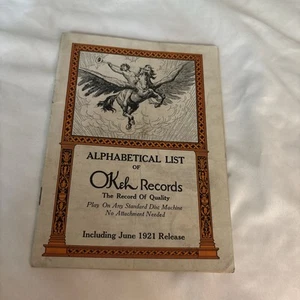 ALPHABETICAL LIST
OF
OKeh Records
The Record Of Quality
Play On Any Standard Disc Machine
No Attachment Needed
Including June 1921 Release